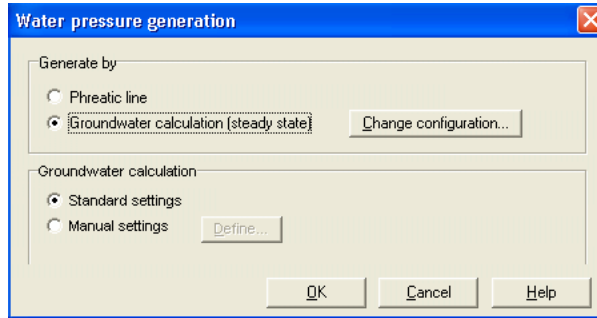 Water pressure generation
Generate by
Phreatic line
Groundwater calculation (steady state)
Change configuration...
Groundwater calculation
Standard settings
Manual settings
Define...
OK
Cancel
Help